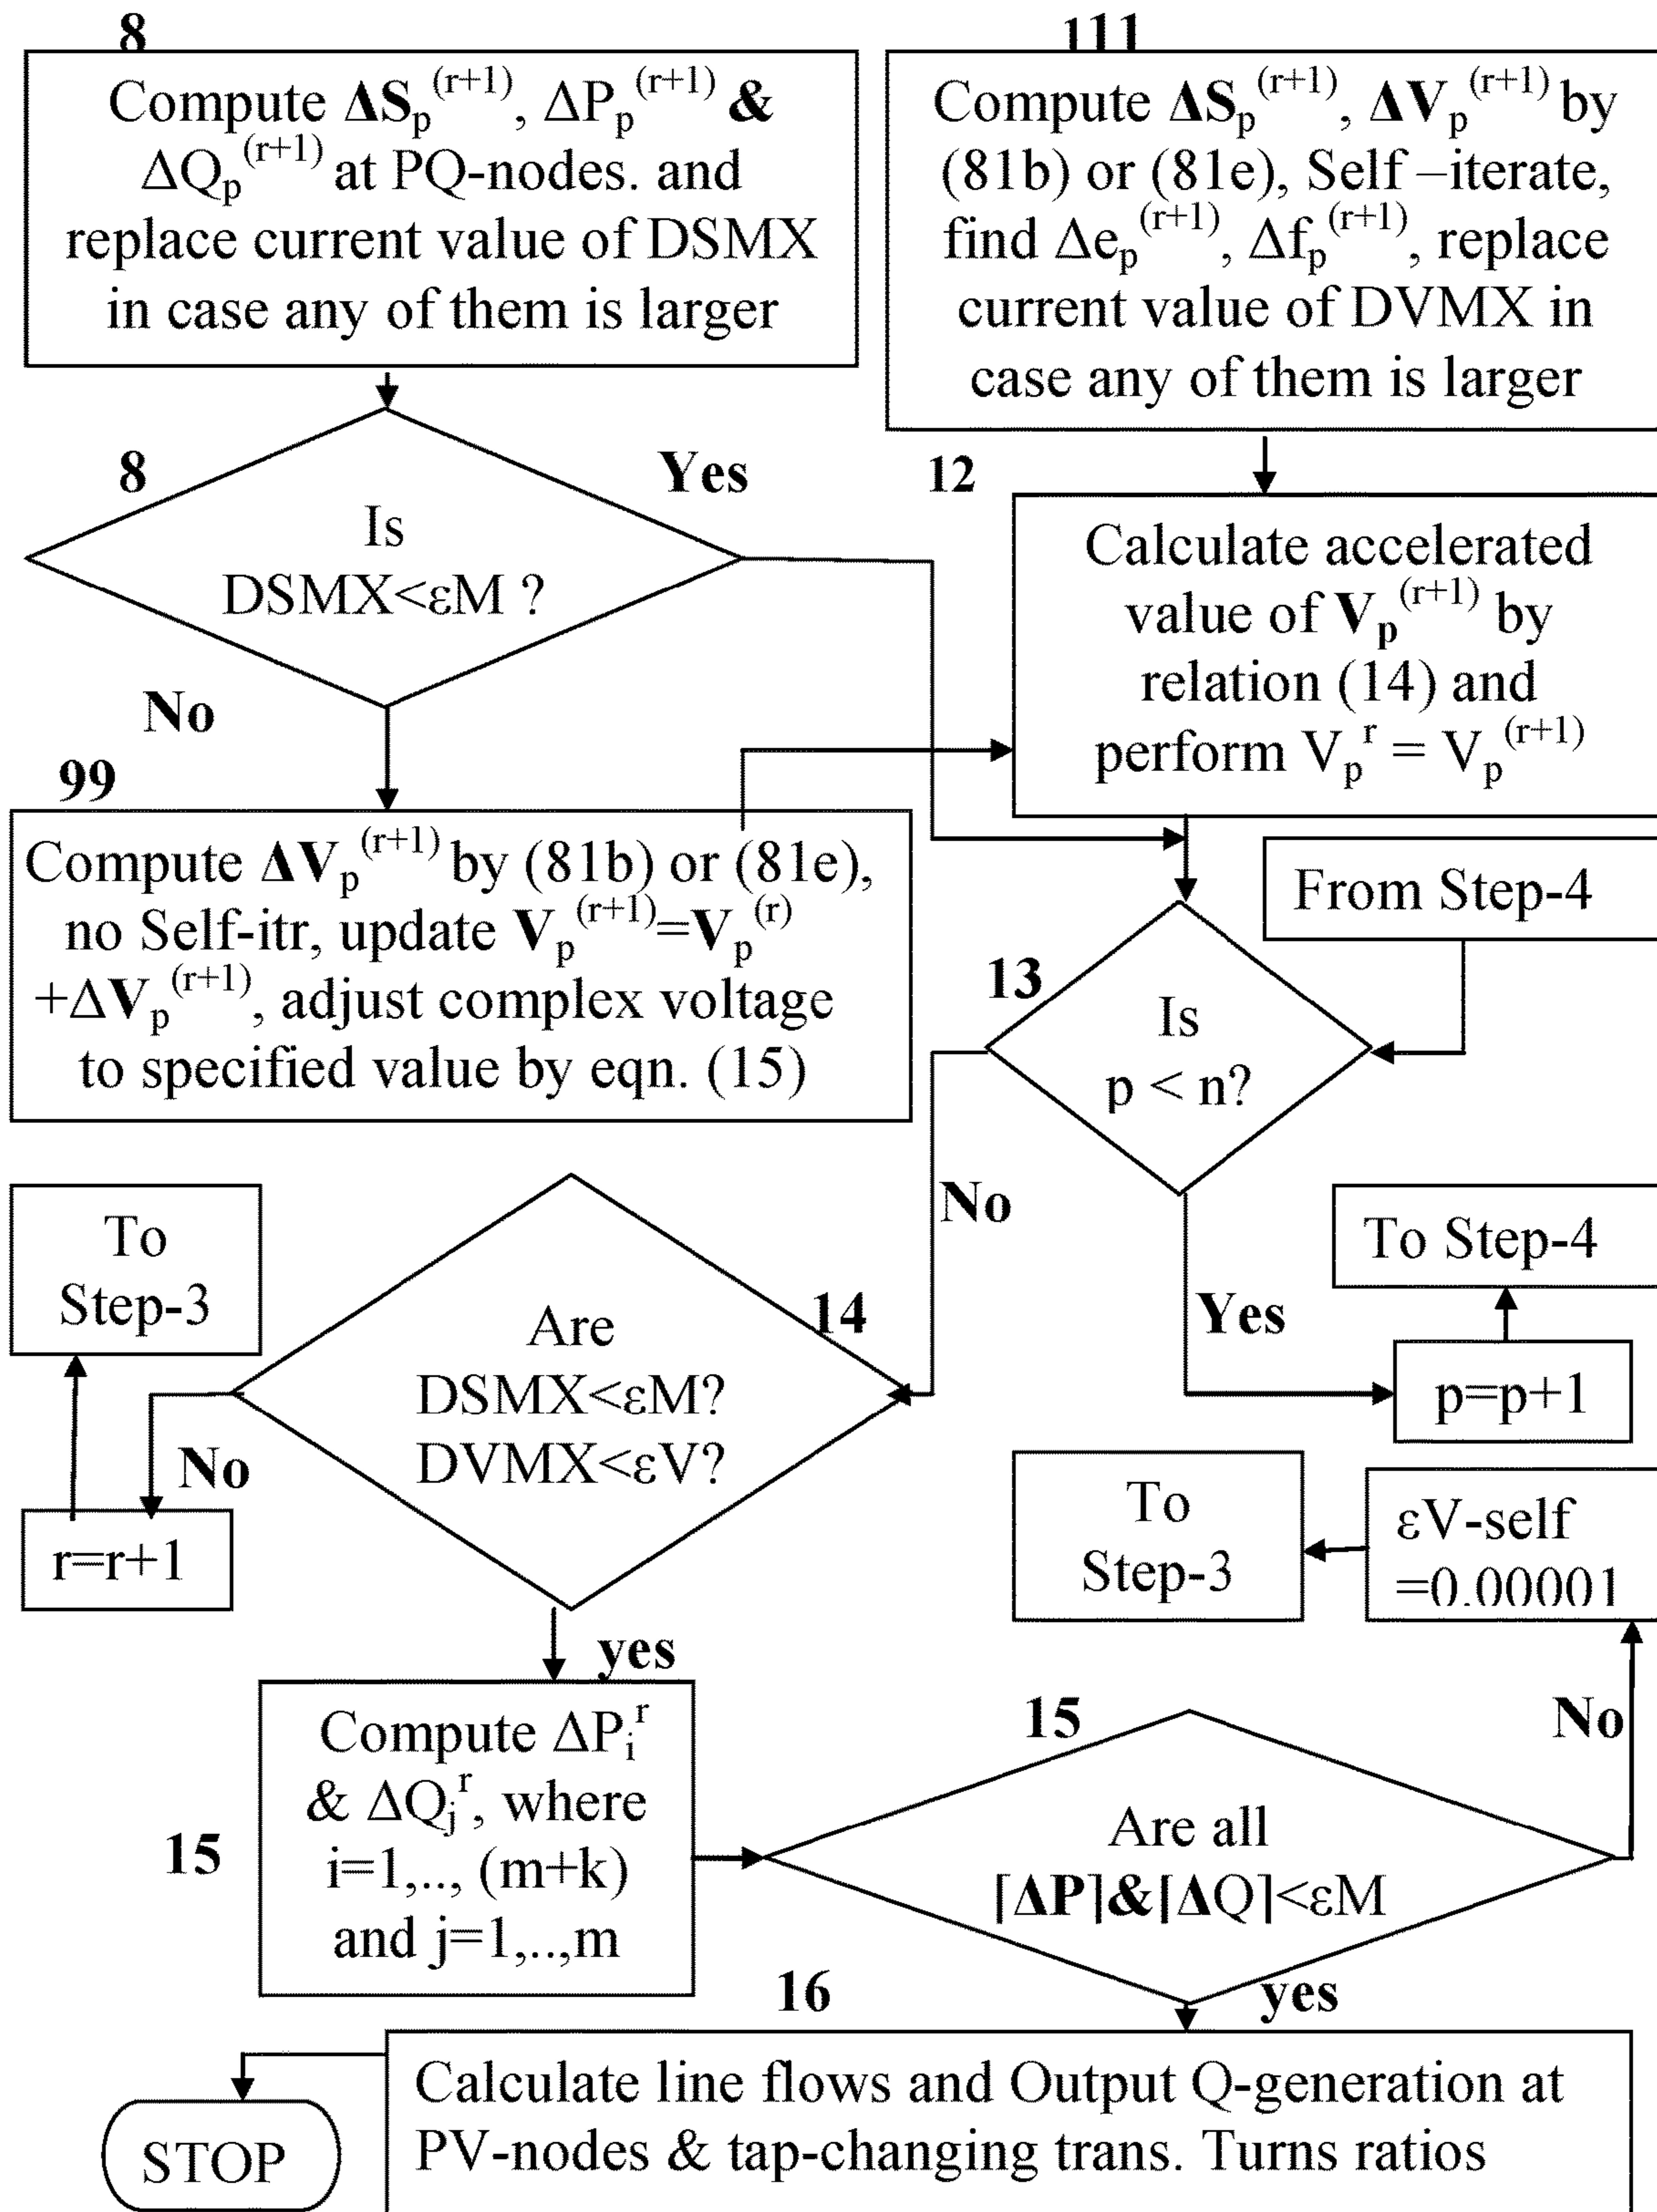 8
Compute ΔSp(r+1), ΔPp(r+1) &
ΔQp(r+1) at PQ-nodes. and
replace current value of DSMX
in case any of them is larger
111
Compute ΔSp(r+1), ΔVp(r+1) by
(81b) or (81e), Self –iterate,
find Δep(r+1), Δfp(r+1), replace
current value of DVMX in
case any of them is larger
8
Is
DSMX<εM ?
Yes
No
12
Calculate accelerated
value of Vp(r+1) by
relation (14) and
perform Vpr = Vp(r+1)
99
Compute ΔVp(r+1) by (81b) or (81e),
no Self-itr, update Vp(r+1)=Vp(r)
+ΔVp(r+1), adjust complex voltage
to specified value by eqn. (15)
From Step-4
13
Is
p < n?
No
Yes
To Step-4
p=p+1
To
Step-3
14
Are
DSMX<εM?
DVMX<εV?
No
r=r+1
yes
To
Step-3
εV-self
=0.00001
15
Compute ΔPir
& ΔQjr, where
i=1,.., (m+k)
and j=1,..,m
15
Are all
⌈ΔP⌉&⌈ΔQ⌉<εM
No
yes
16
Calculate line flows and Output Q-generation at
PV-nodes & tap-changing trans. Turns ratios
STOP